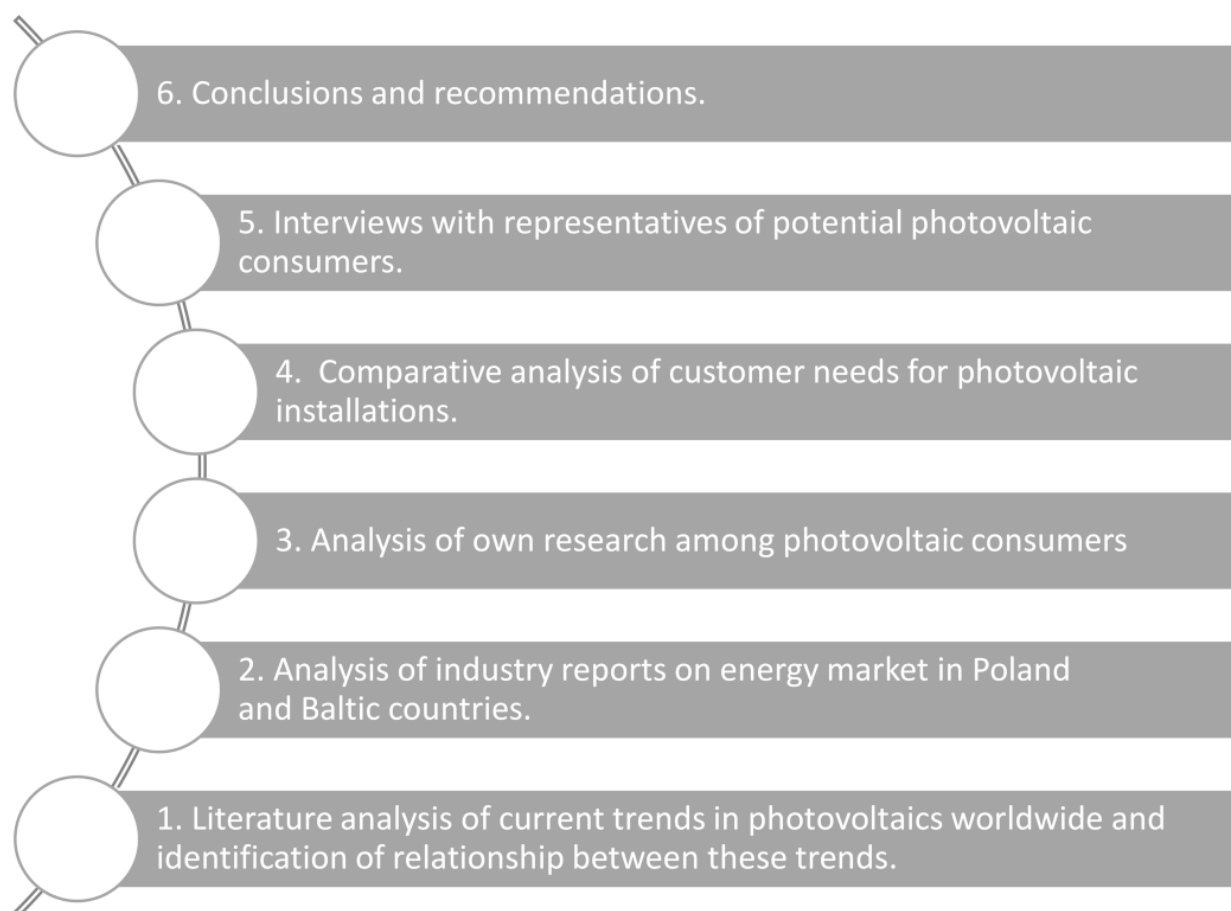 6. Conclusions and recommendations.
5. Interviews with representatives of potential photovoltaic
consumers.
4.  Comparative analysis of customer needs for photovoltaic
installations.
3. Analysis of own research among photovoltaic consumers
2. Analysis of industry reports on energy market in Poland
and Baltic countries.
1. Literature analysis of current trends in photovoltaics worldwide and
identification of relationship between these trends.